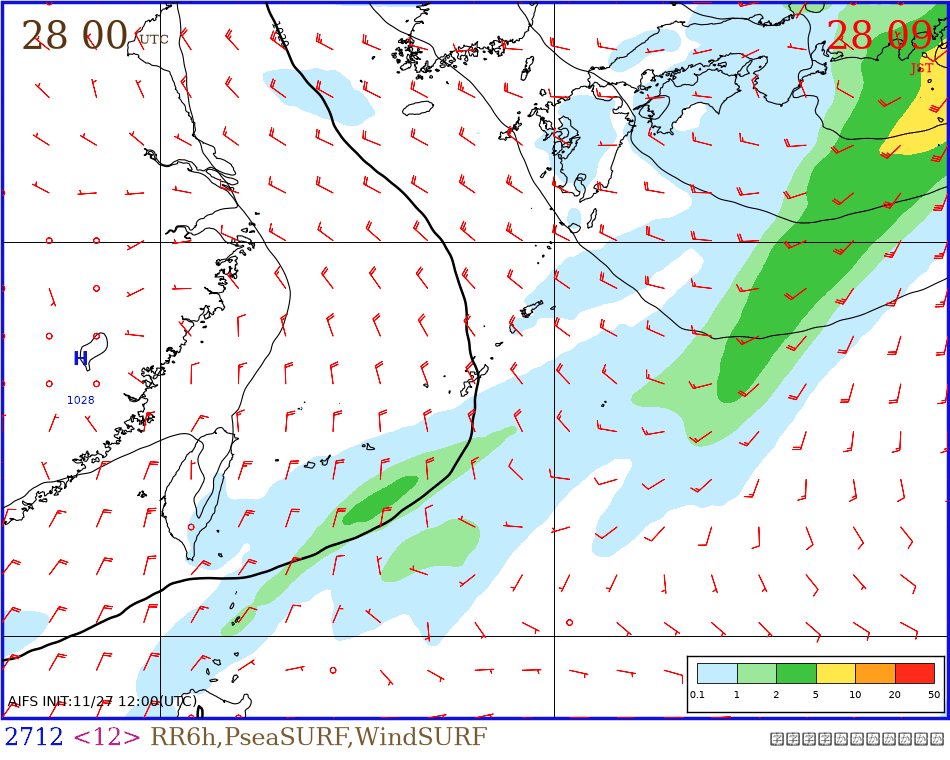 28 00 UTC
28 09
JST
1020
H
1028
AIFS INIT:11/27 12:00(UTC)
0.1 1 2 5 10 20 50
2712 <12> RR6h,PseaSURF,WindSURF